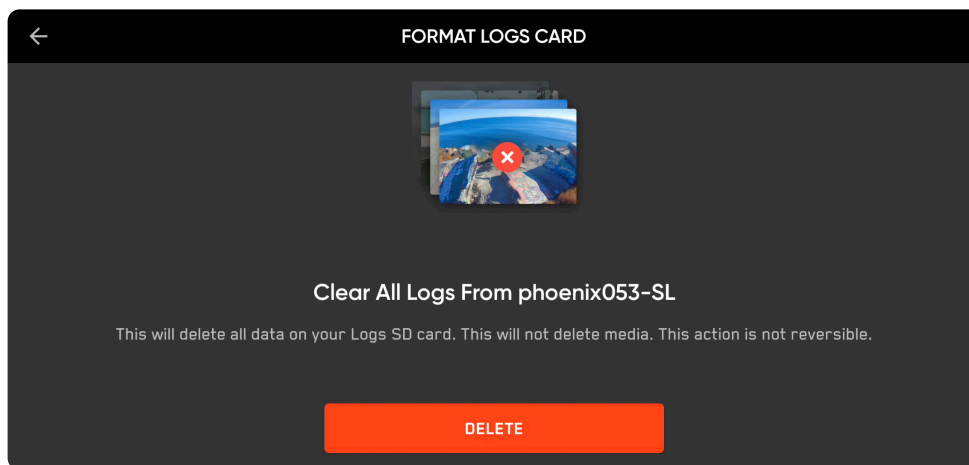 FORMAT LOGS CARD
Clear All Logs From phoenix053-SL
This will delete all data on your Logs SD card. This will not delete media. This action is not reversible.
DELETE